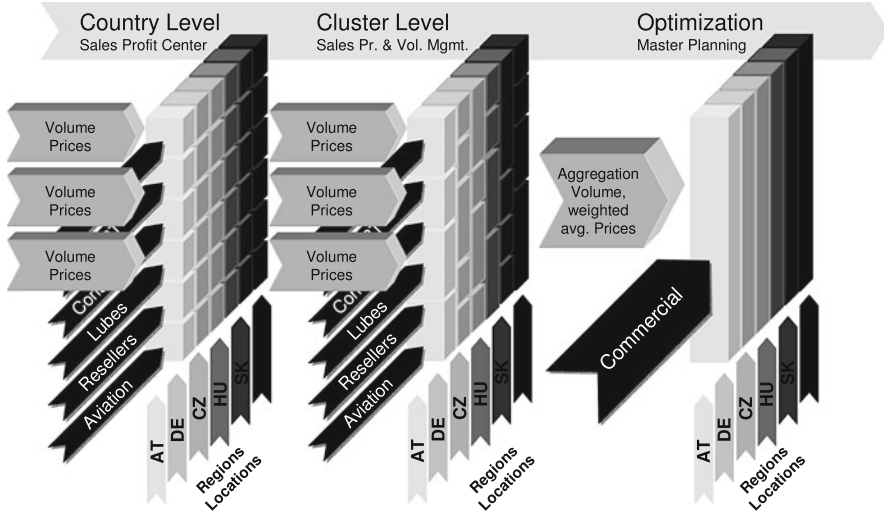 Country Level
Sales Profit Center
Cluster Level
Sales Pr. & Vol. Mgmt.
Optimization
Master Planning
Volume
Prices
Volume
Prices
Volume
Prices
Lubes
Resellers
Aviation
AT
DE
CZ
HU
SK
Regions
Locations
Volume
Prices
Volume
Prices
Volume
Prices
Lubes
Resellers
Aviation
AT
DE
CZ
HU
SK
Regions
Locations
Aggregation
Volume,
weighted
avg. Prices
Commercial
AT
DE
CZ
HU
SK
Regions
Locations